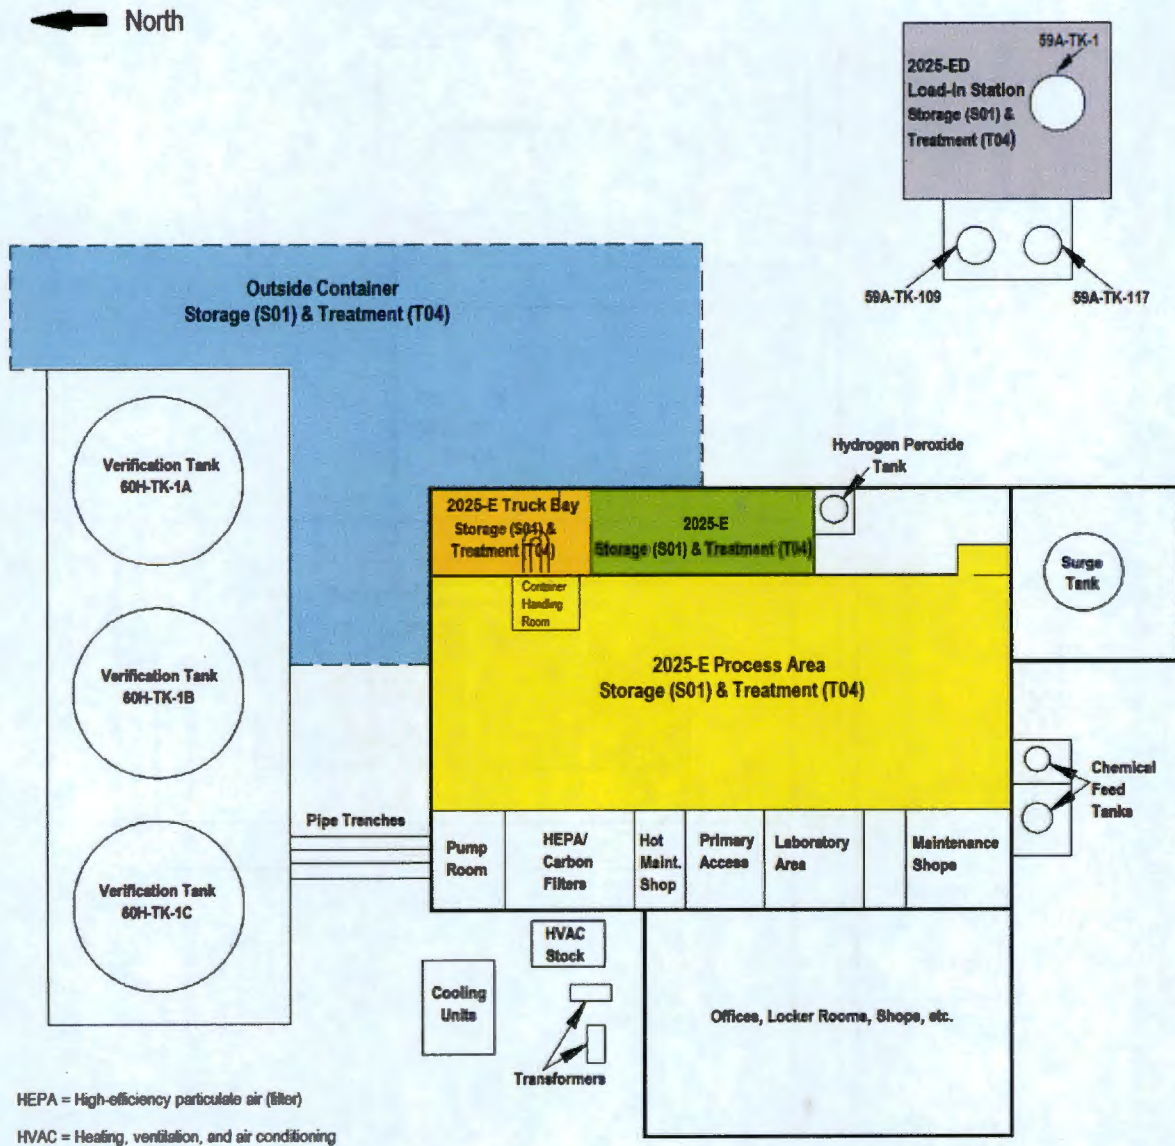 North
59A-TK-1
2025-ED
Load-In Station
Storage (S01) &
Treatment (T04)
59A-TK-109
59A-TK-117
Outside Container
Storage (S01) & Treatment (T04)
Verification Tank
60H-TK-1A
Hydrogen Peroxide
Tank
2025-E Truck Bay
Storage (S01) &
Treatment (T04)
2025-E
Storage (S01) & Treatment (T04)
Surge
Tank
Container
Handling
Room
Verification Tank
60H-TK-1B
2025-E Process Area
Storage (S01) & Treatment (T04)
Chemical
Feed
Tanks
Pipe Trenches
Pump
Room
HEPA/
Carbon
Filters
Hot
Maint.
Shop
Primary
Access
Laboratory
Area
Maintenance
Shops
Verification Tank
60H-TK-1C
HVAC
Stock
Cooling
Units
Transformers
Offices, Locker Rooms, Shops, etc.
HEPA = High-efficiency particulate air (filter)
HVAC = Heating, ventilation, and air conditioning